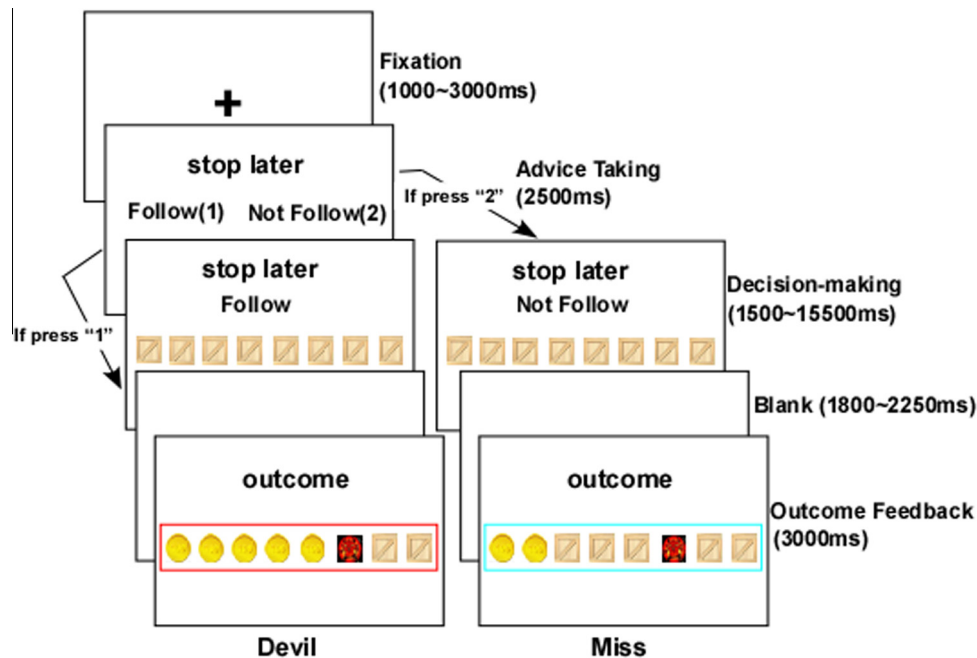 Fixation
(1000~3000ms)
+
stop later
Follow(1) Not Follow(2)
Advice Taking
(2500ms)
If press “2”
If press “1”
stop later
Follow
stop later
Not Follow
Decision-making
(1500~15500ms)
Blank (1800~2250ms)
outcome
outcome
Outcome Feedback
(3000ms)
Devil
Miss